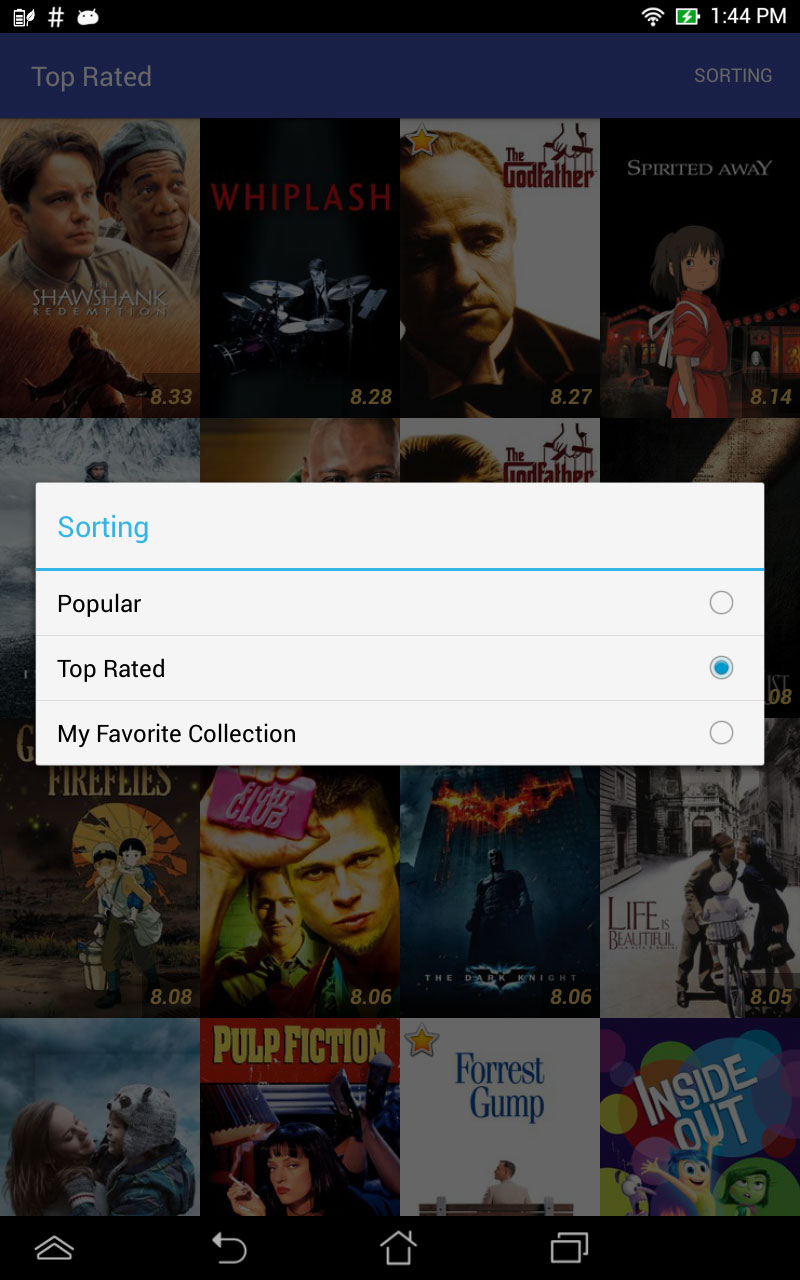 1:44 PM
Top Rated
SORTING
THE
SHAWSHANK
REDEMPTION
8.33
WHIPLASH
8.28
The
Godfather
8.27
SPIRITED AWAY
8.14
The
Godfather
Sorting
Popular
Top Rated
My Favorite Collection
08
FIREFLIES
8.08
FIGHT
CLUB
8.06
THE DARK KNIGHT
8.06
LIFE IS
BEAUTIFUL
8.05
PULP FICTION
Forrest
Gump
INSIDE
OUT